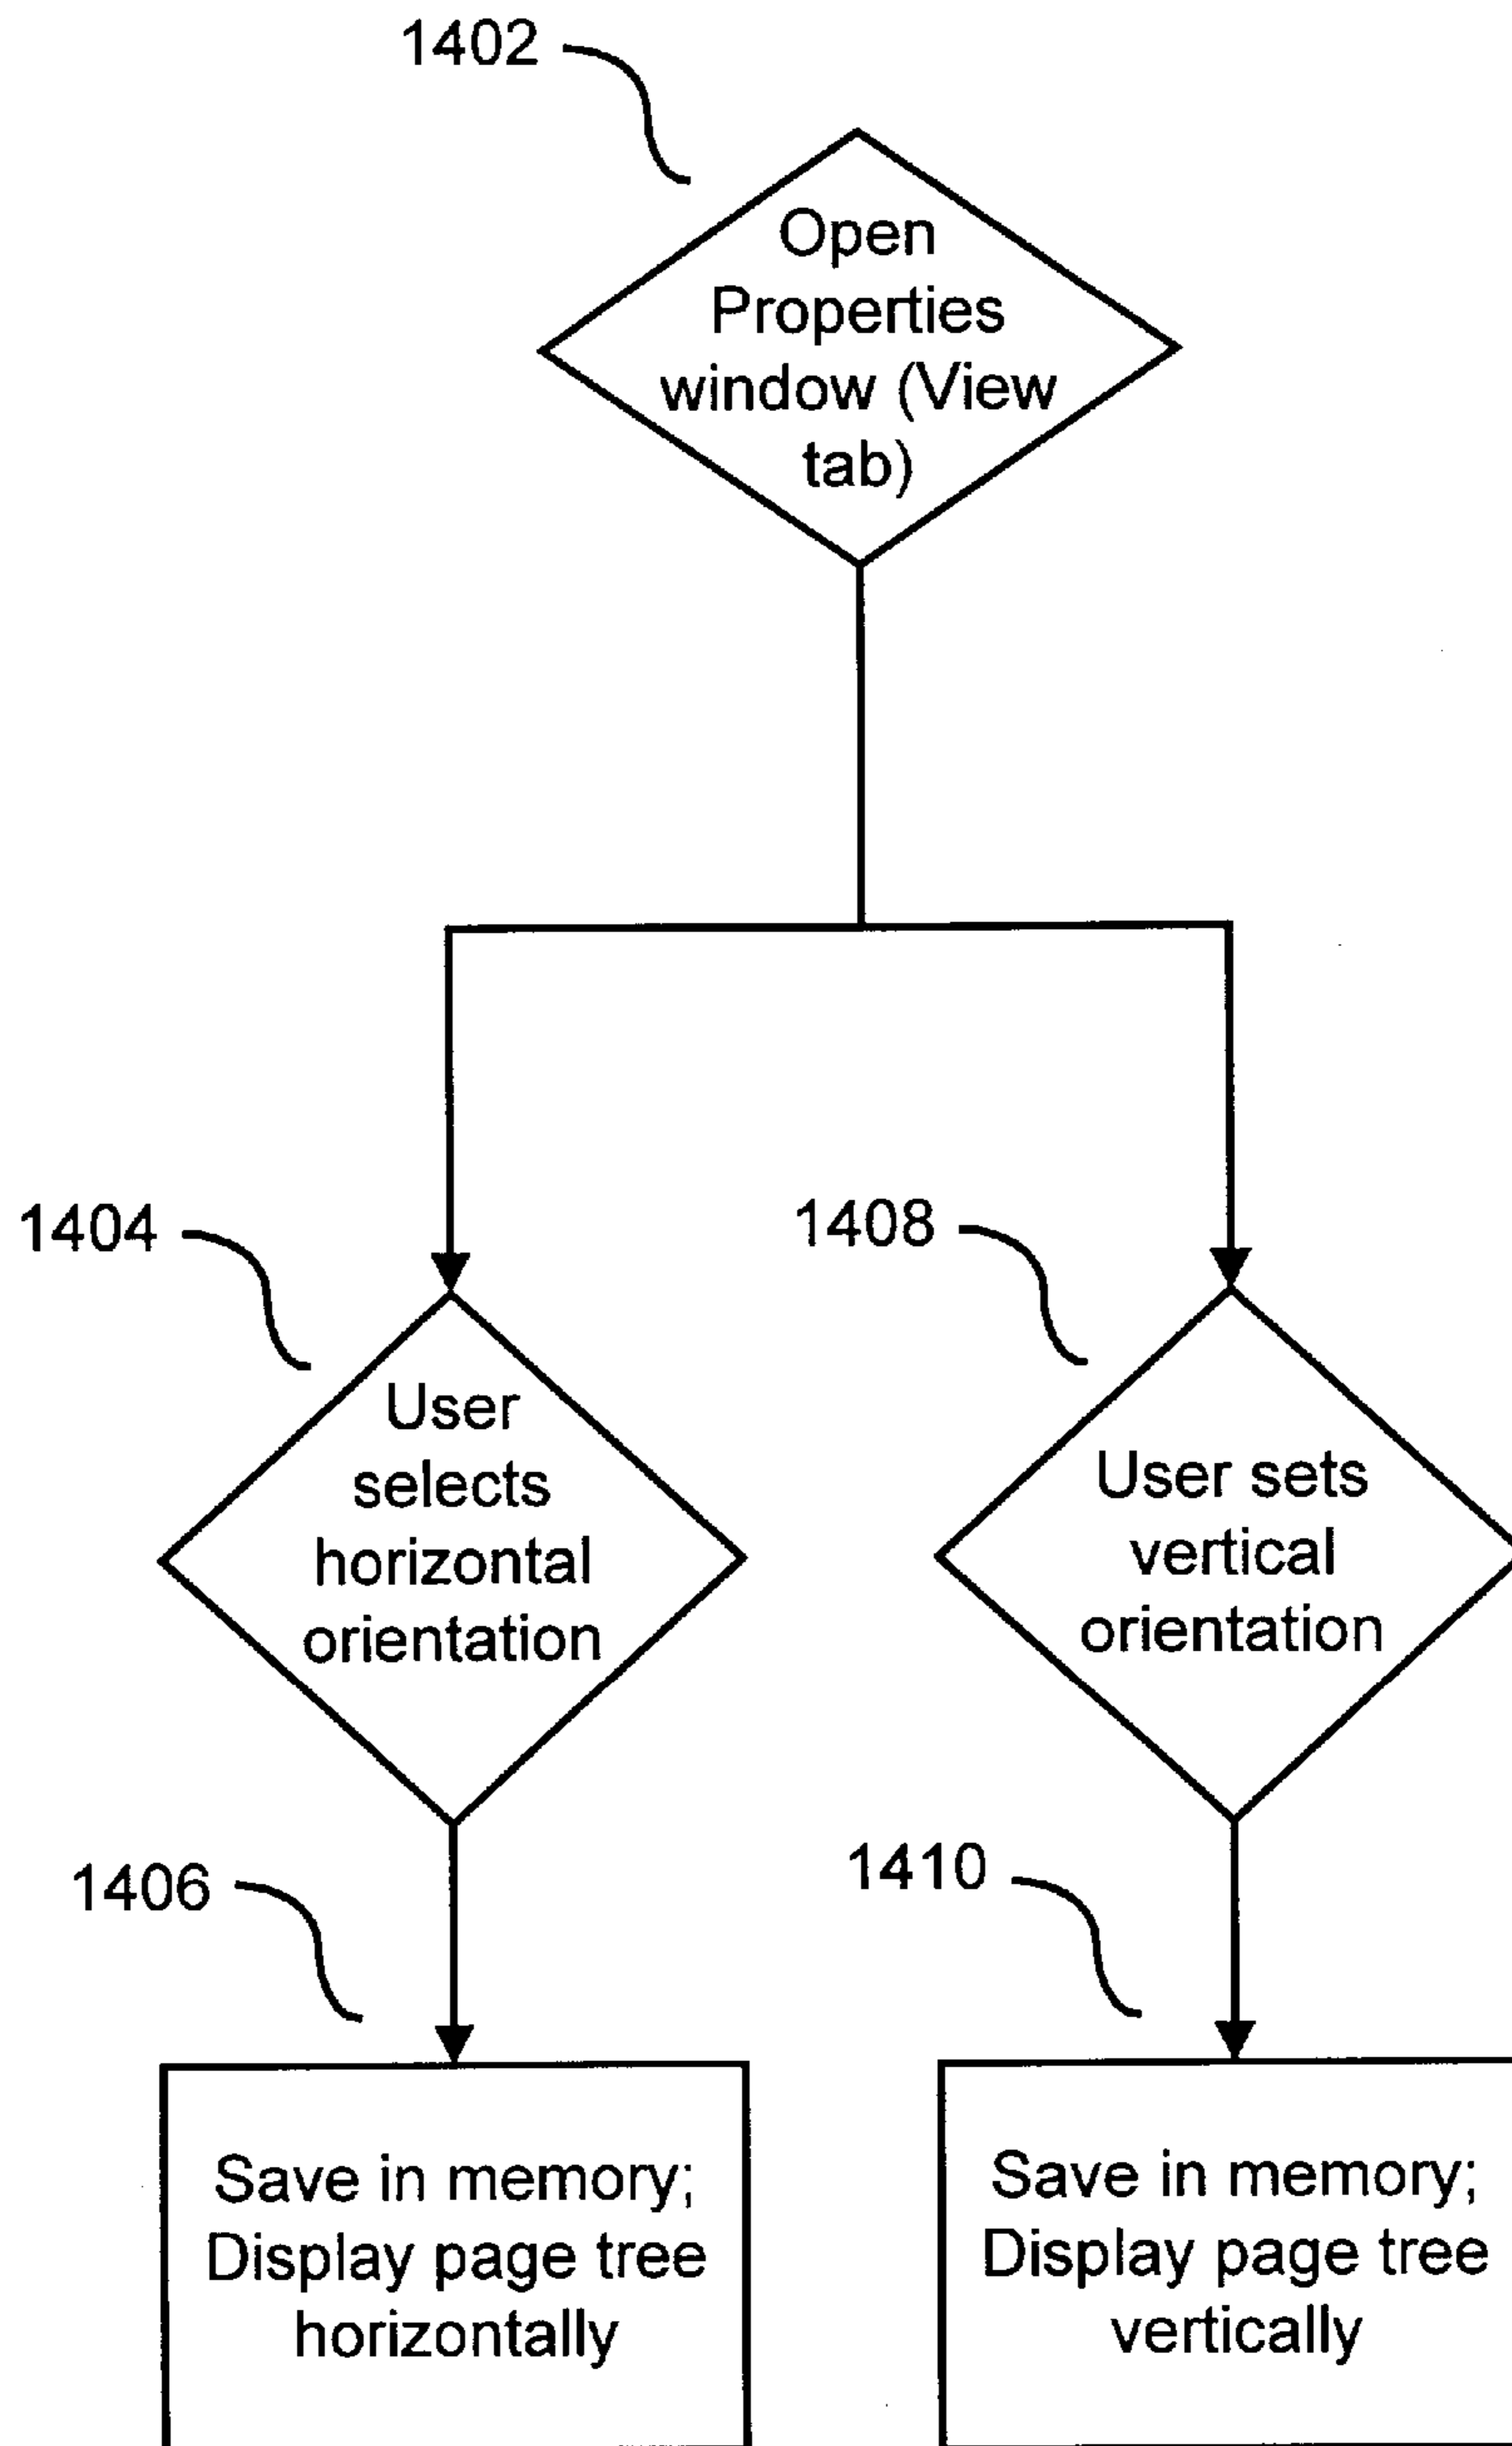 1402
Open
Properties
window (View
tab)
1404
User
selects
horizontal
orientation
1408
User sets
vertical
orientation
1406
Save in memory;
Display page tree
horizontally
1410
Save in memory;
Display page tree
vertically